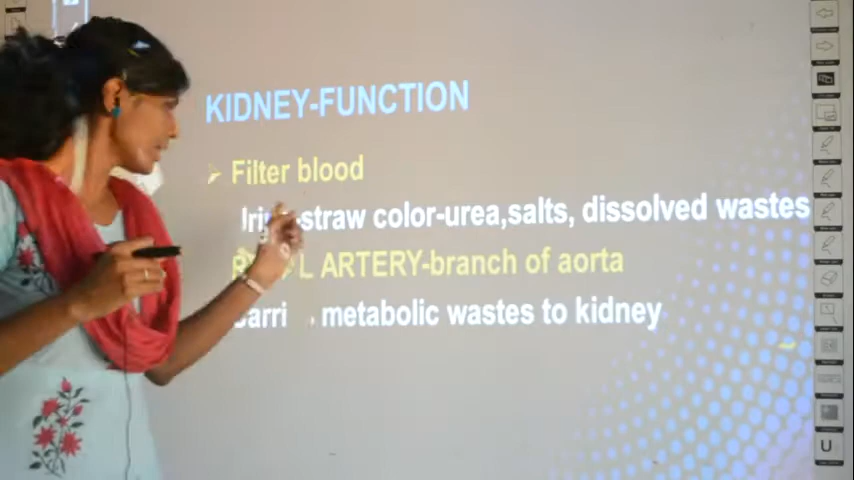 KIDNEY-FUNCTION
Filter blood
-straw color-urea,salts, dissolved wastes
ARTERY-branch of aorta
metabolic wastes to kidney
U